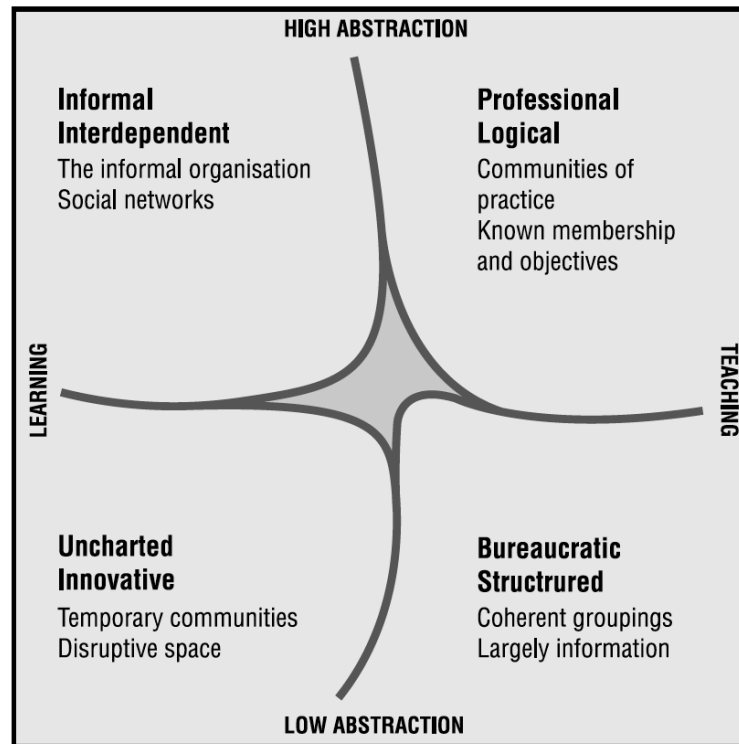 HIGH ABSTRACTION
Informal
Interdependent
The informal organisation
Social networks
Professional
Logical
Communities of
practice
Known membership
and objectives
LEARNING
TEACHING
Uncharted
Innovative
Temporary communities
Disruptive space
Bureaucratic
Structrured
Coherent groupings
Largely information
LOW ABSTRACTION